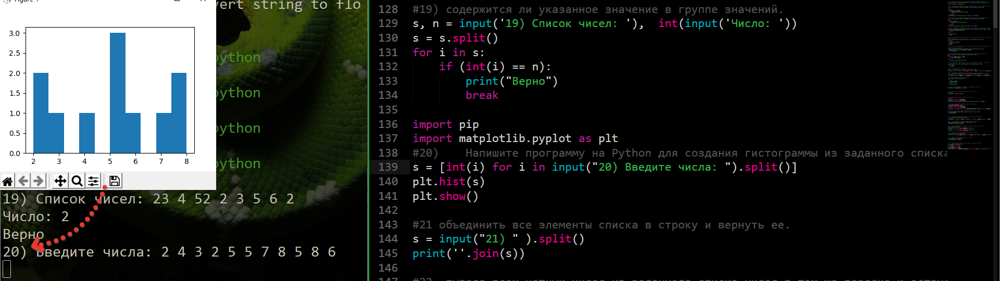 Figure 1
vert string to flo
3.0
2.5
2.0
1.5
1.0
0.5
0.0
2 3 4 5 6 7 8
python
python
python
python
19) Список чисел: 23 4 52 2 3 5 6 2
Число: 2
Верно
20) Введите числа: 2 4 3 2 5 5 7 8 5 8 6
128 #19) содержится ли указанное значение в группе значений.
129 s, n = input('19) Список чисел: '),  int(input('Число: '))
130 s = s.split()
131 for i in s:
132     if (int(i) == n):
133         print("Верно")
134         break
135
136 import pip
137 import matplotlib.pyplot as plt
138 #20)    Напишите программу на Python для создания гистограммы из заданного списка
139 s = [int(i) for i in input("20) Введите числа: ").split()]
140 plt.hist(s)
141 plt.show()
142
143 #21 объединить все элементы списка в строку и вернуть ее.
144 s = input("21) " ).split()
145 print(''.join(s))
146